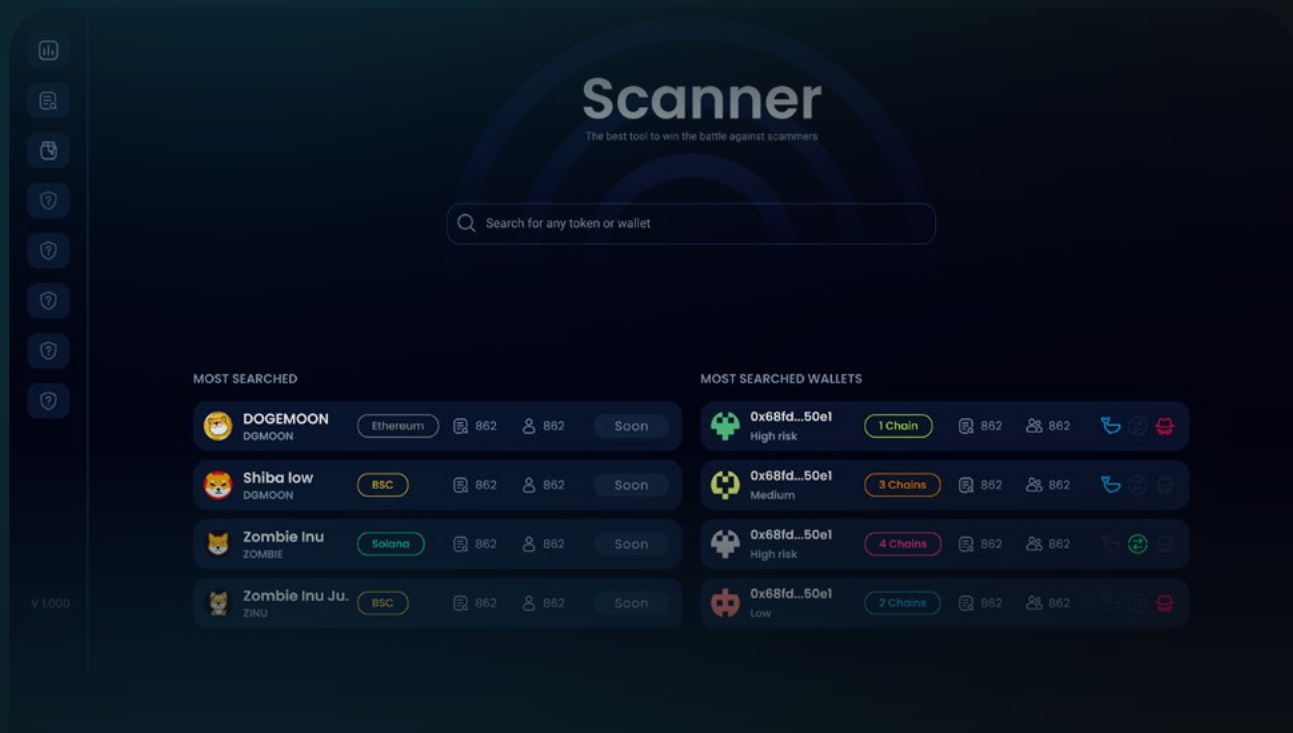 Scanner
The best tool to win the battle against scammers
Search for any token or wallet
MOST SEARCHED
DOGEMOON
DGMOON
Ethereum
862
862
Soon
Shiba low
DGMOON
BSC
862
862
Soon
Zombie Inu
ZOMBIE
Solana
862
862
Soon
Zombie Inu Ju.
ZINU
BSC
862
862
Soon
MOST SEARCHED WALLETS
0x68fd...50e1
High risk
1 Chain
862
862
0x68fd...50e1
Medium
3 Chains
862
862
0x68fd...50e1
High risk
4 Chains
862
862
0x68fd...50e1
Low
2 Chains
862
862
V 1.000